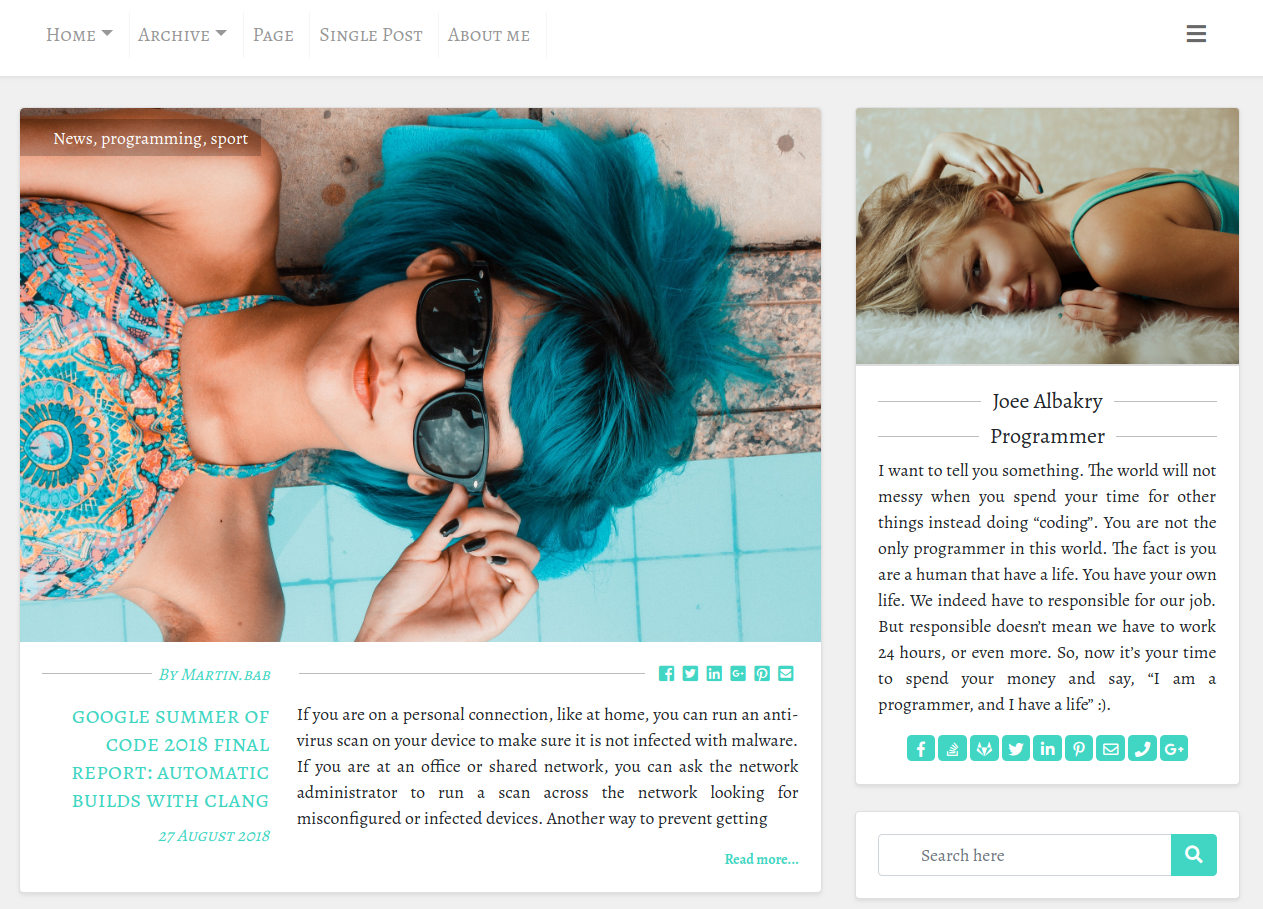 Home
Archive
Page
Single Post
About me
News, programming, sport
By Martin.bab
GOOGLE SUMMER OF
CODE 2018 FINAL
REPORT: AUTOMATIC
BUILDS WITH CLANG
27 August 2018
If you are on a personal connection, like at home, you can run an anti-
virus scan on your device to make sure it is not infected with malware.
If you are at an office or shared network, you can ask the network
administrator to run a scan across the network looking for
misconfigured or infected devices. Another way to prevent getting
Read more...
Joee Albakry
Programmer
I want to tell you something. The world will not
messy when you spend your time for other
things instead doing “coding”. You are not the
only programmer in this world. The fact is you
are a human that have a life. You have your own
life. We indeed have to responsible for our job.
But responsible doesn’t mean we have to work
24 hours, or even more. So, now it’s your time
to spend your money and say, “I am a
programmer, and I have a life” :).
Search here